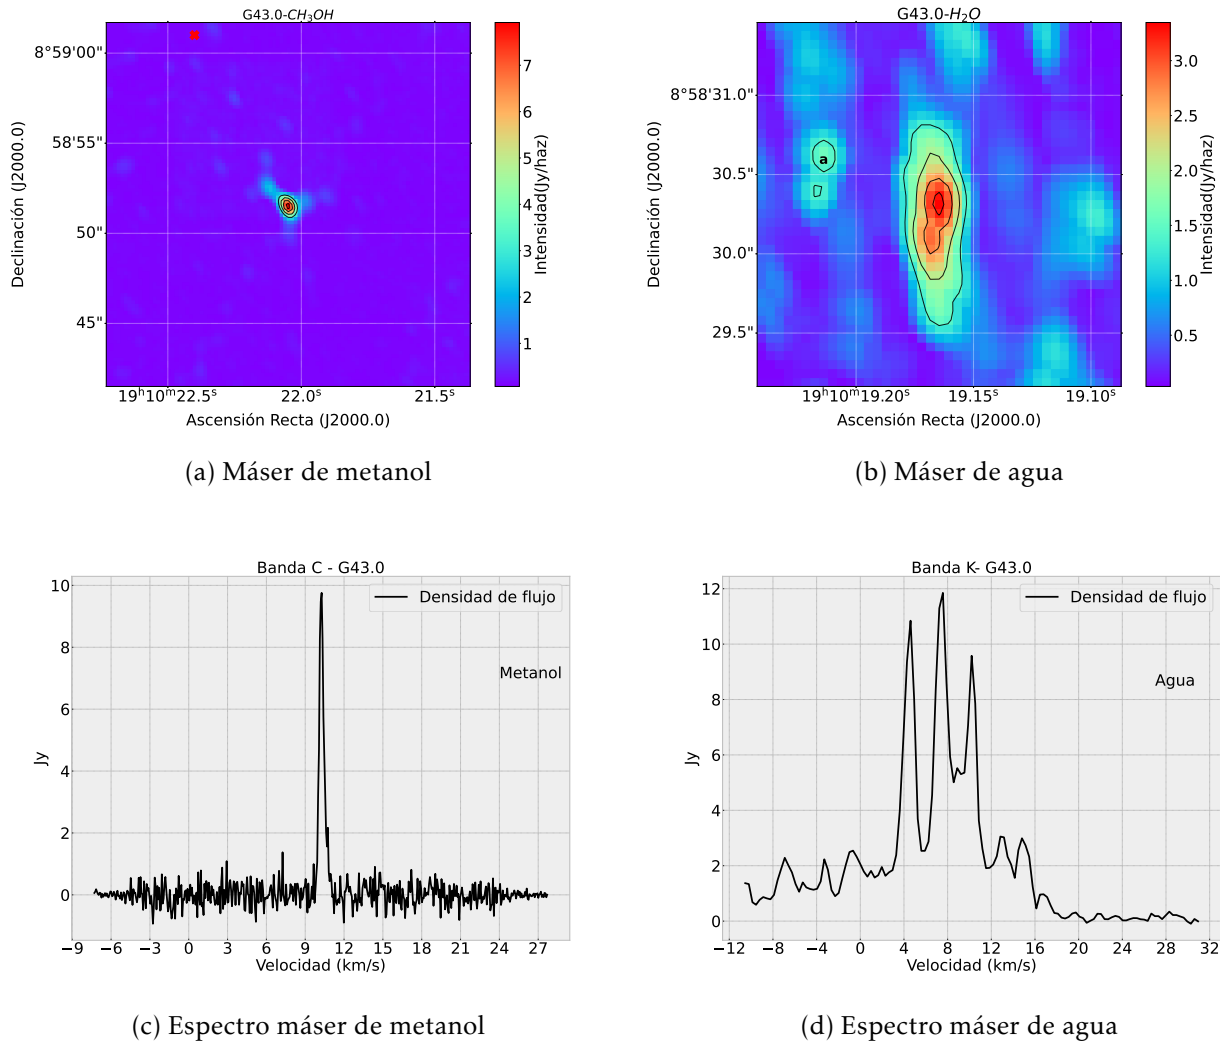 G43.0-CH₃OH
8°59'00"
58'55"
50"
45"
19ʰ10ᵐ22.5ˢ
22.0ˢ
21.5ˢ
Ascensión Recta (J2000.0)
Declinación (J2000.0)
7
6
5
4
3
2
1
Intensidad(Jy/haz)
(a) Máser de metanol
G43.0-H₂O
a
8°58'31.0"
30.5"
30.0"
29.5"
19ʰ10ᵐ19.20ˢ
19.15ˢ
19.10ˢ
Ascensión Recta (J2000.0)
Declinación (J2000.0)
3.0
2.5
2.0
1.5
1.0
0.5
Intensidad(Jy/haz)
(b) Máser de agua
Banda C - G43.0
Densidad de flujo
Metanol
10
8
6
4
2
0
Jy
−9 −6 −3 0 3 6 9 12 15 18 21 24 27
Velocidad (km/s)
(c) Espectro máser de metanol
Banda K- G43.0
Densidad de flujo
Agua
12
10
8
6
4
2
0
Jy
−12 −8 −4 0 4 8 12 16 20 24 28 32
Velocidad (km/s)
(d) Espectro máser de agua